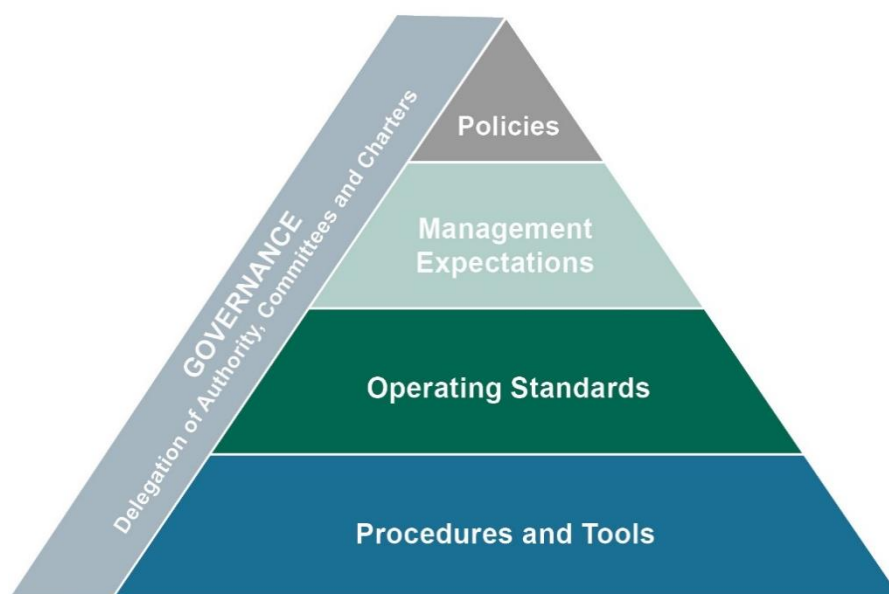 GOVERNANCE
Delegation of Authority, Committees and Charters
Policies
Management
Expectations
Operating Standards
Procedures and Tools